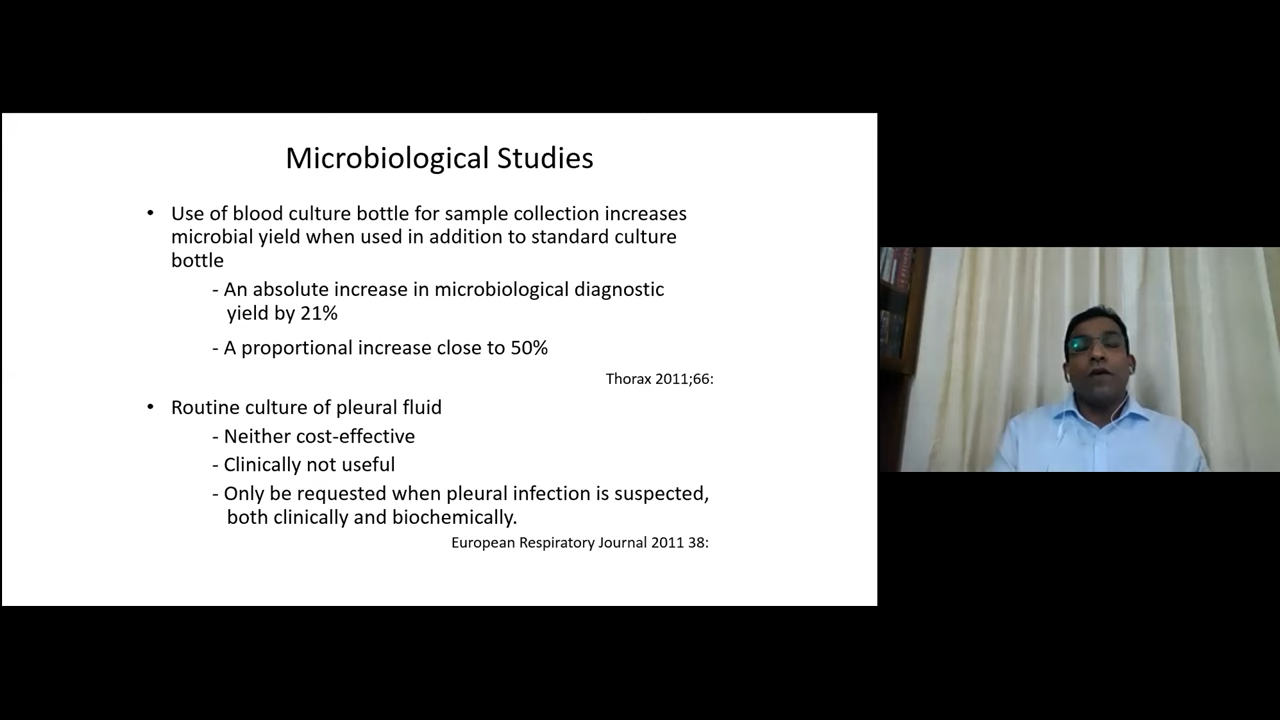 Microbiological Studies
• Use of blood culture bottle for sample collection increases
microbial yield when used in addition to standard culture
bottle
- An absolute increase in microbiological diagnostic
yield by 21%
- A proportional increase close to 50%
Thorax 2011;66:
• Routine culture of pleural fluid
- Neither cost-effective
- Clinically not useful
- Only be requested when pleural infection is suspected,
both clinically and biochemically.
European Respiratory Journal 2011 38: